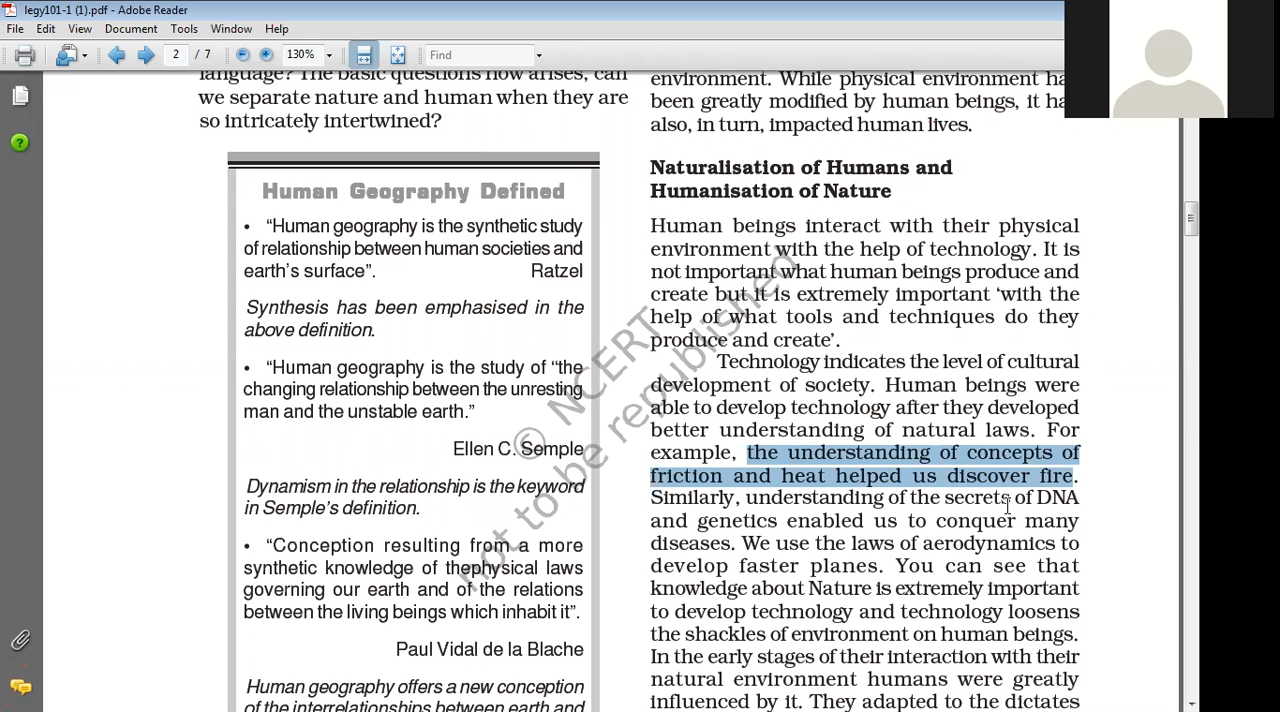 legy101-1 (1).pdf - Adobe Reader
File Edit View Document Tools Window Help
2 / 7 130% Find
language? The basic questions now arises, can
we separate nature and human when they are
so intricately intertwined?
Human Geography Defined
• “Human geography is the synthetic study
of relationship between human societies and
earth’s surface”. Ratzel
Synthesis has been emphasised in the
above definition.
• “Human geography is the study of “the
changing relationship between the unresting
man and the unstable earth.”
Ellen C. Semple
Dynamism in the relationship is the keyword
in Semple’s definition.
• “Conception resulting from a more
synthetic knowledge of thephysical laws
governing our earth and of the relations
between the living beings which inhabit it”.
Paul Vidal de la Blache
Human geography offers a new conception
of the interrelationships between earth and
environment. While physical environment
been greatly modified by human beings, it
also, in turn, impacted human lives.
Naturalisation of Humans and
Humanisation of Nature
Human beings interact with their physical
environment with the help of technology. It is
not important what human beings produce and
create but it is extremely important ‘with the
help of what tools and techniques do they
produce and create’.
Technology indicates the level of cultural
development of society. Human beings were
able to develop technology after they developed
better understanding of natural laws. For
example, the understanding of concepts of
friction and heat helped us discover fire.
Similarly, understanding of the secrets of DNA
and genetics enabled us to conquer many
diseases. We use the laws of aerodynamics to
develop faster planes. You can see that
knowledge about Nature is extremely important
to develop technology and technology loosens
the shackles of environment on human beings.
In the early stages of their interaction with their
natural environment humans were greatly
influenced by it. They adapted to the dictates
© NCERT
not to be republished